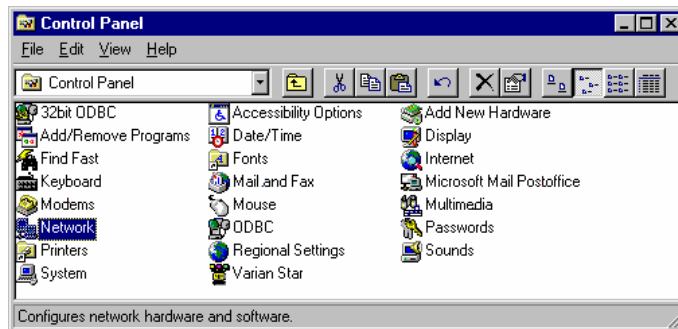 Control Panel
File Edit View Help
Control Panel
32bit ODBC Accessibility Options Add New Hardware
Add/Remove Programs Date/Time Display
Find Fast Fonts Internet
Keyboard Mail and Fax Microsoft Mail Postoffice
Modems Mouse Multimedia
Network ODBC Passwords
Printers Regional Settings Sounds
System Varian Star
Configures network hardware and software.